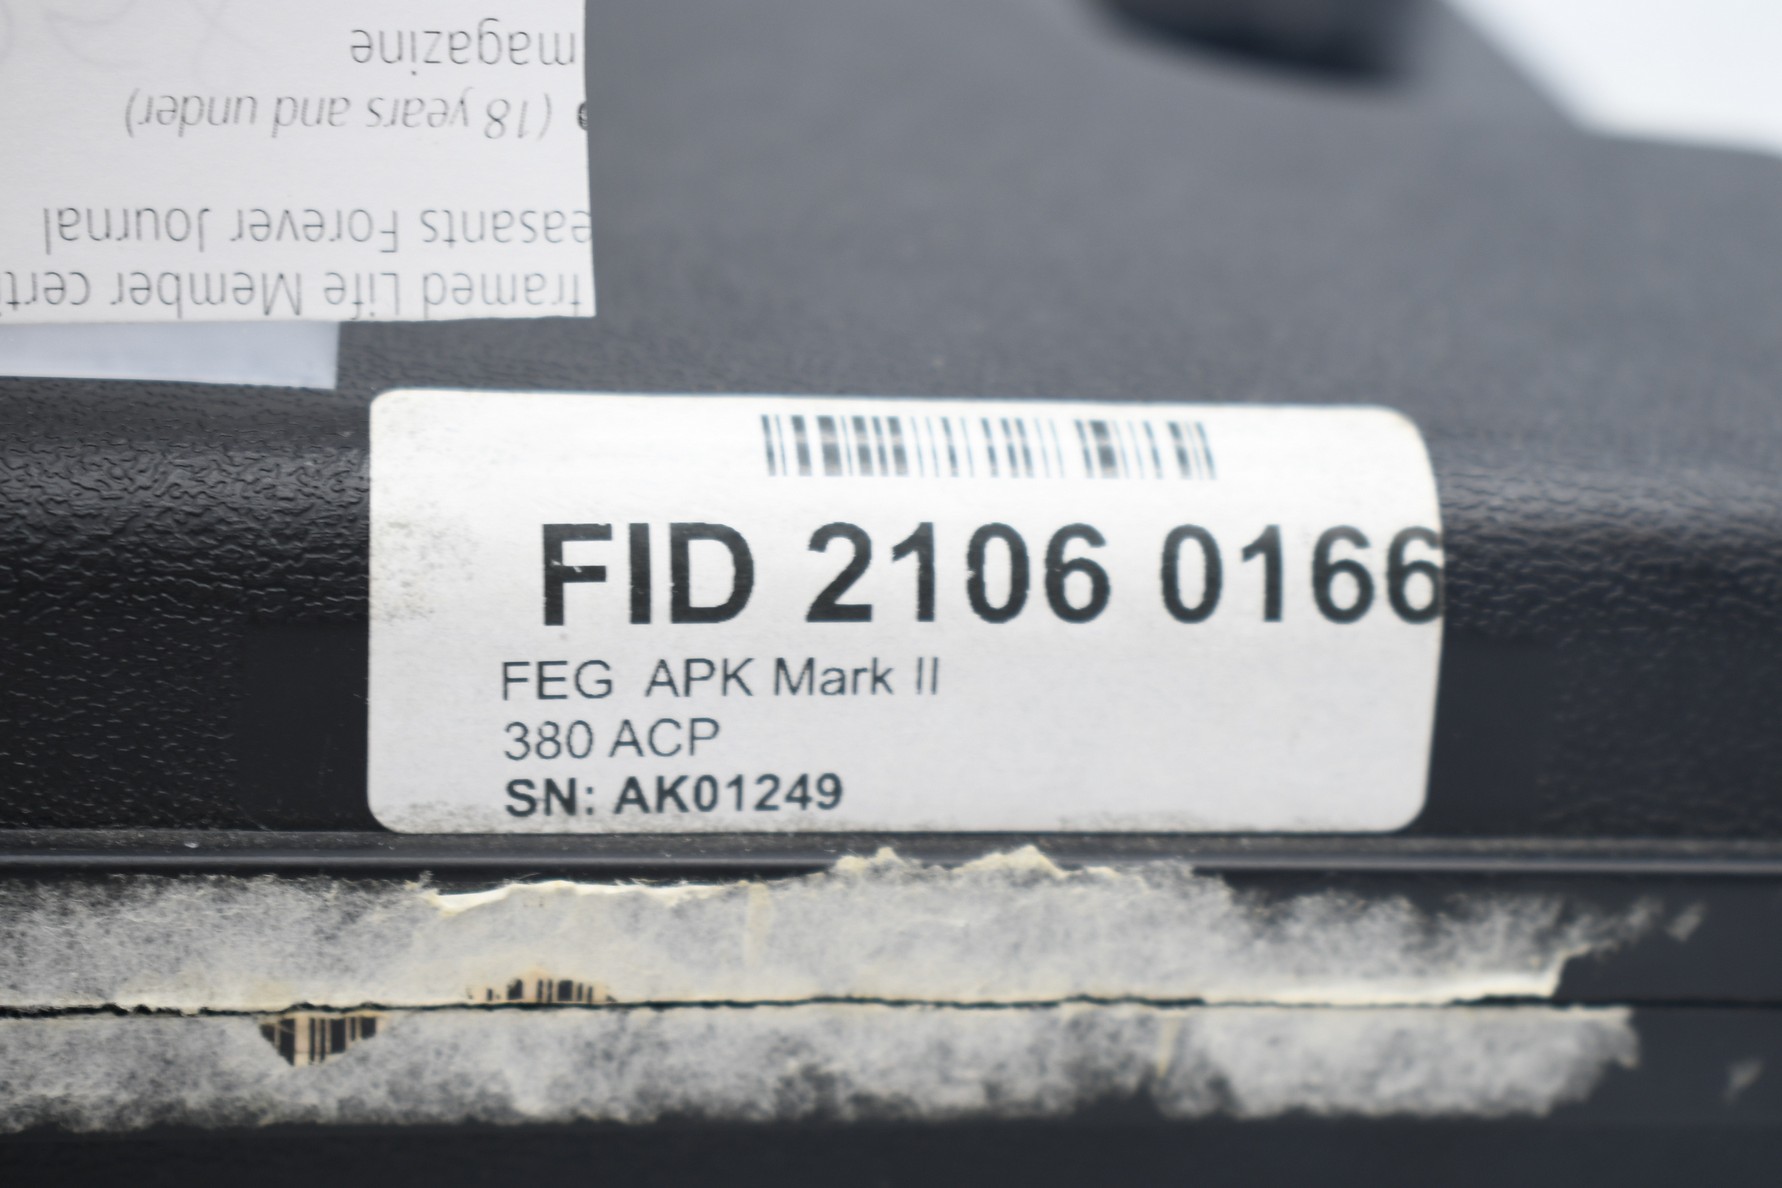 magazine
(18 years and under)
easants Forever Journal
framed Life Member certi
FID 2106 0166
FEG APK Mark II
380 ACP
SN: AK01249